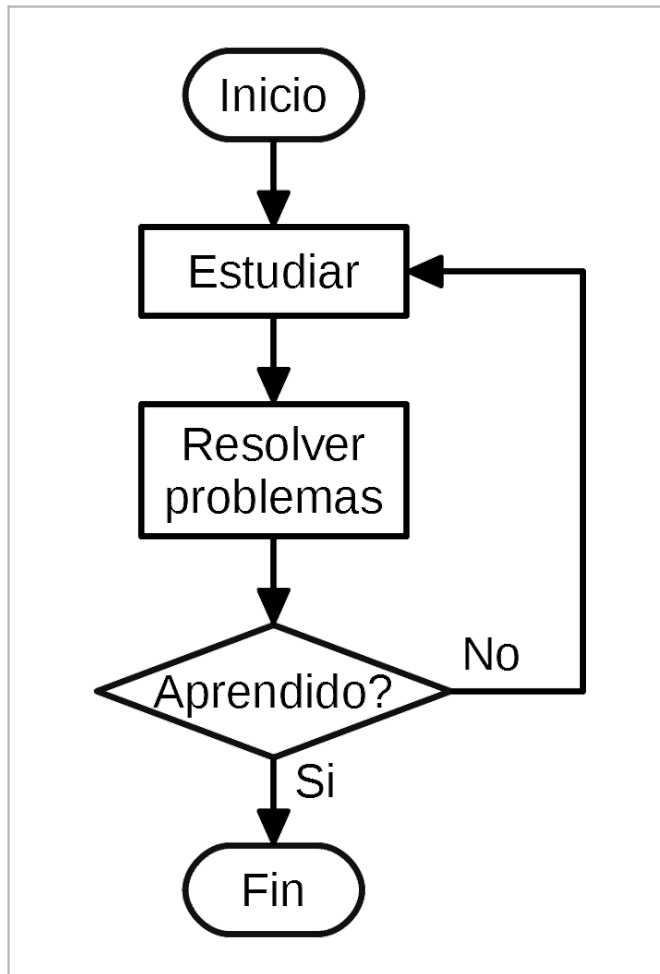 Inicio
Estudiar
Resolver
problemas
Aprendido?
No
Si
Fin